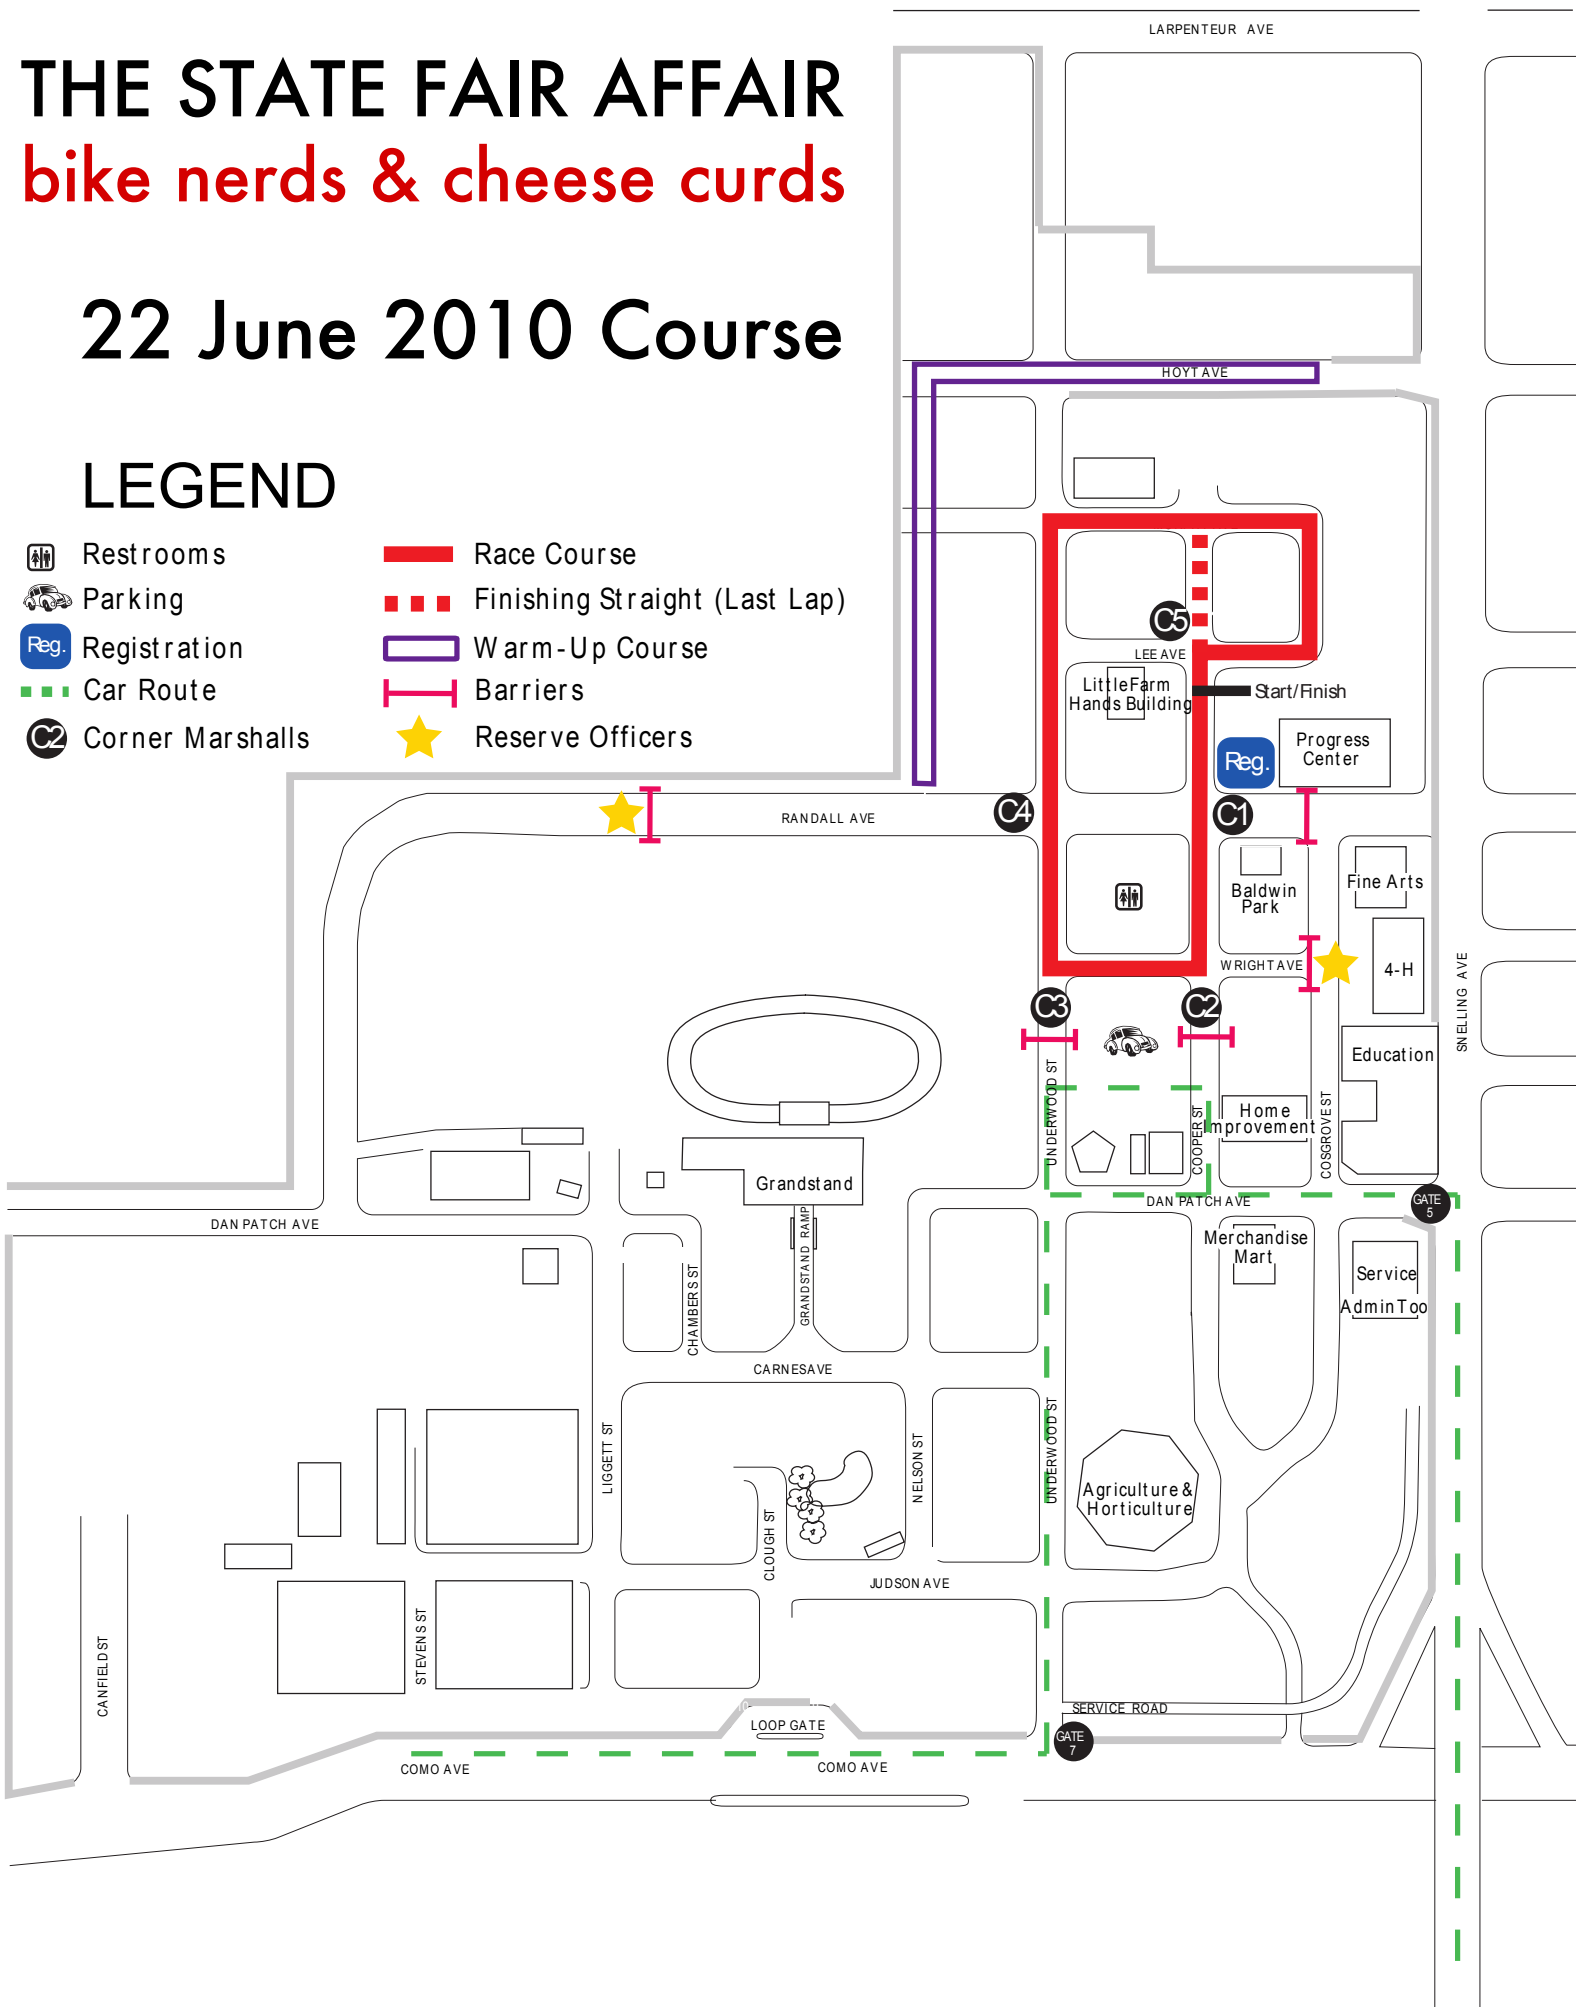 LARPENTEUR AVE
THE STATE FAIR AFFAIR
bike nerds & cheese curds
22 June 2010 Course
HOYT AVE
LEGEND
Restrooms
Race Course
Parking
Finishing Straight (Last Lap)
Reg.
Registration
Warm-Up Course
Car Route
Barriers
C2
Corner Marshalls
Reserve Officers
C5
LEE AVE
Little Farm
Hands Building
Start/Finish
Reg.
Progress
Center
C4
C1
RANDALL AVE
Baldwin
Park
Fine Arts
WRIGHT AVE
4-H
SNELLING AVE
C3
C2
Education
UNDERWOOD ST
COOPER ST
Home
Improvement
COSGROVE ST
Grandstand
GATE
5
DAN PATCH AVE
DAN PATCH AVE
GRANDSTAND RAMP
Merchandise
Mart
Service
Admin Too
CHAMBERS ST
CARNES AVE
LIGGETT ST
NELSON ST
UNDERWOOD ST
Agriculture &
Horticulture
CLOUGH ST
JUDSON AVE
STEVENS ST
CANFIELD ST
SERVICE ROAD
LOOP GATE
GATE
7
COMO AVE
COMO AVE